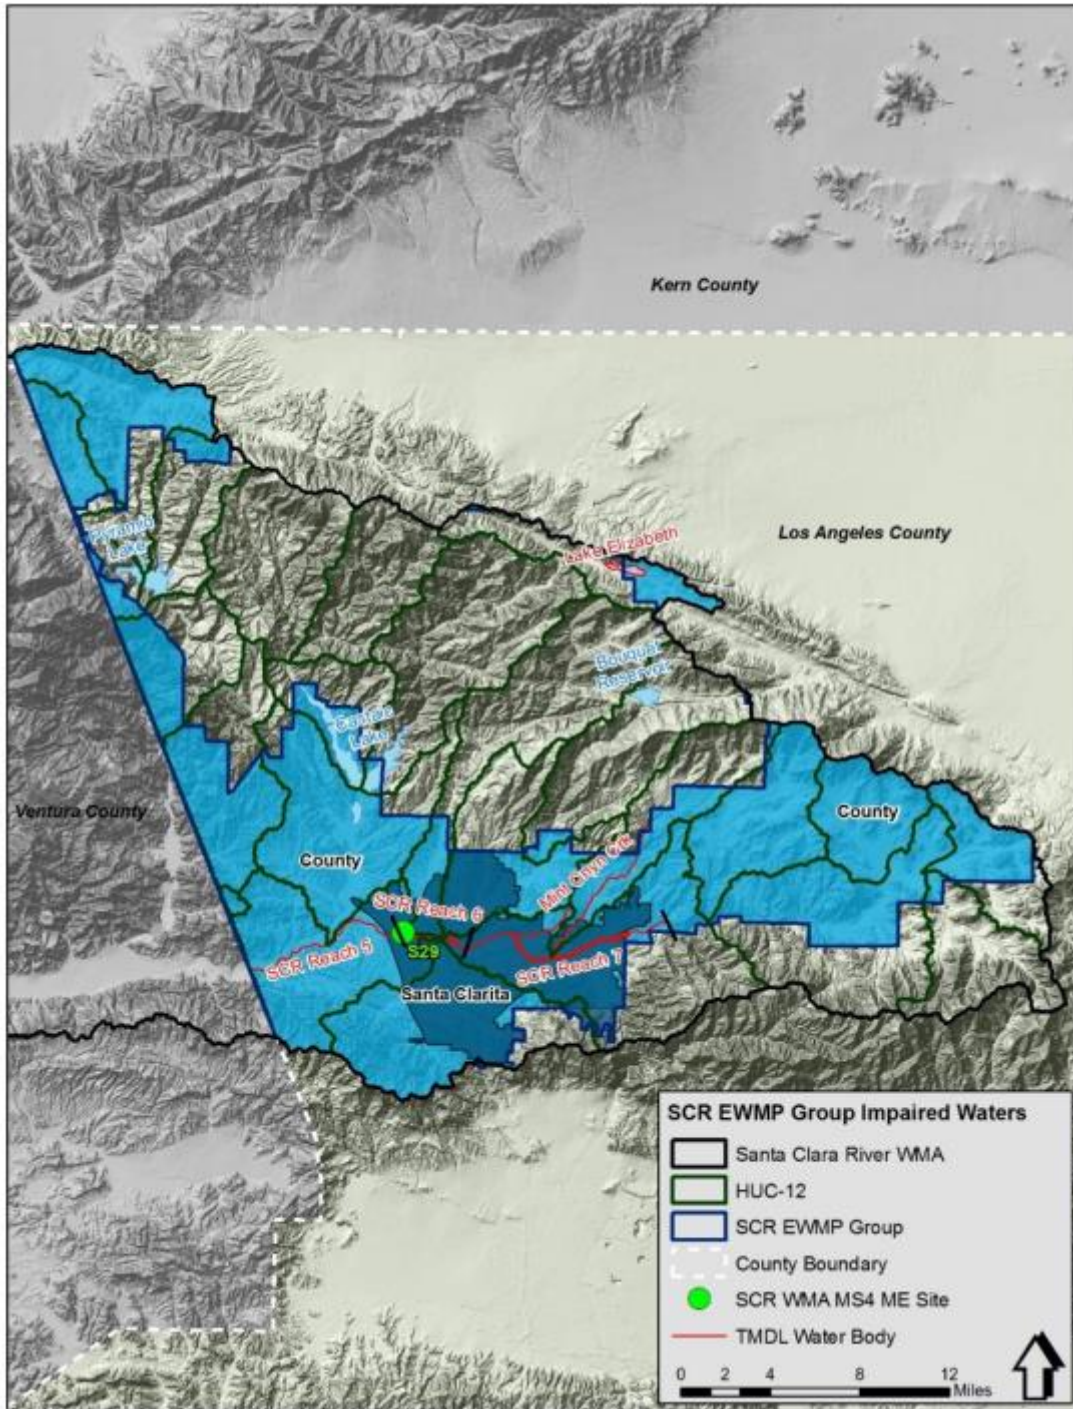 Kern County
Los Angeles County
Lake Elizabeth
Pyramid
Lake
Bouquet
Reservoir
Castaic
Lake
Ventura County
County
County
Mint Cnyn Crk
SCR Reach 6
S29
SCR Reach 5
SCR Reach 7
Santa Clarita
SCR EWMP Group Impaired Waters
Santa Clara River WMA
HUC-12
SCR EWMP Group
County Boundary
SCR WMA MS4 ME Site
TMDL Water Body
0 2 4 8 12
Miles